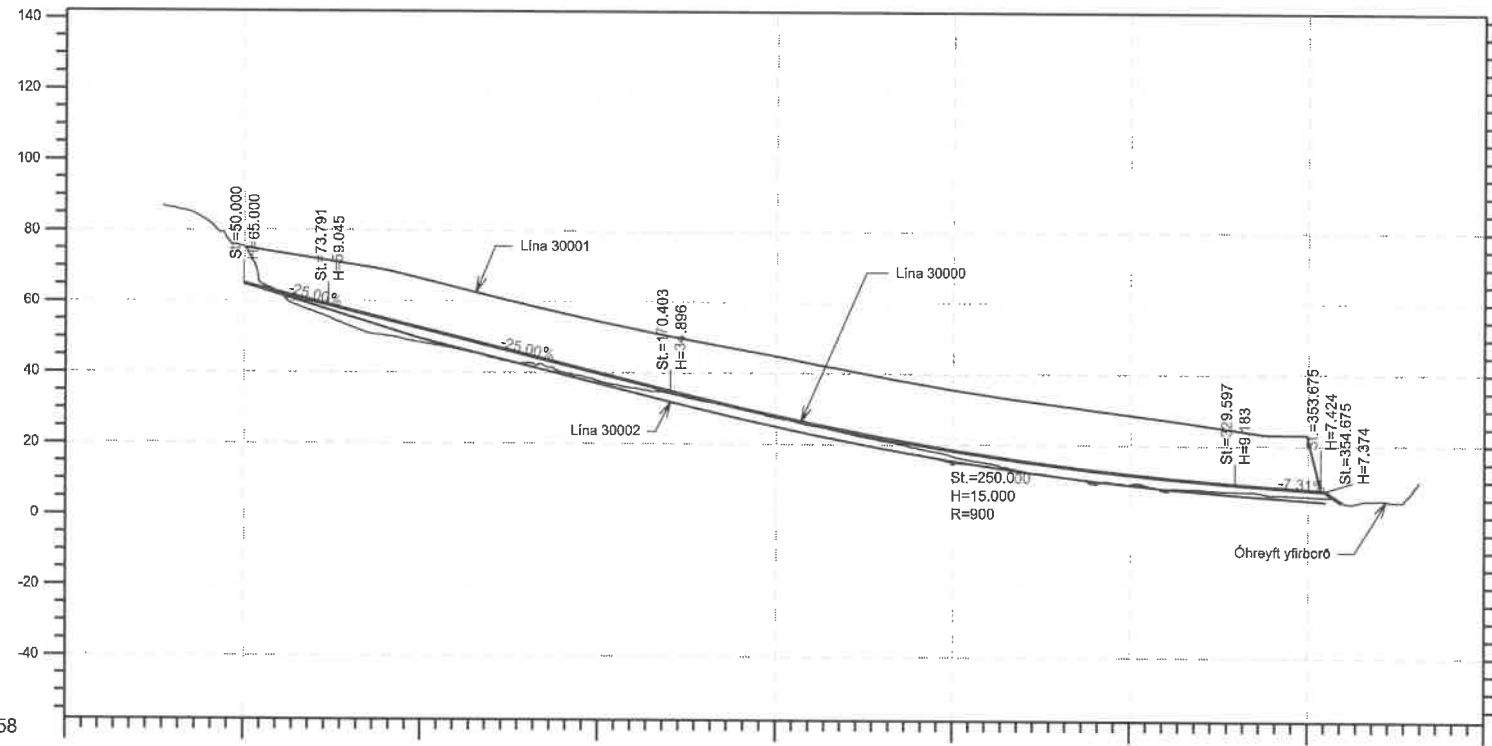 140
120
100
80
60
40
20
0
-20
-40
58
St.=50.000
H=65.000
St.=73.791
H=59.045
-25.00%
Lína 30001
-25.00%
Lína 30000
St.=170.403
H=34.896
Lína 30002
St.=250.000
H=15.000
R=900
St.=329.597
H=9.183
-7.31%
St.=353.675
H=7.424
St.=354.675
H=7.374
Óhreyft yfirborð